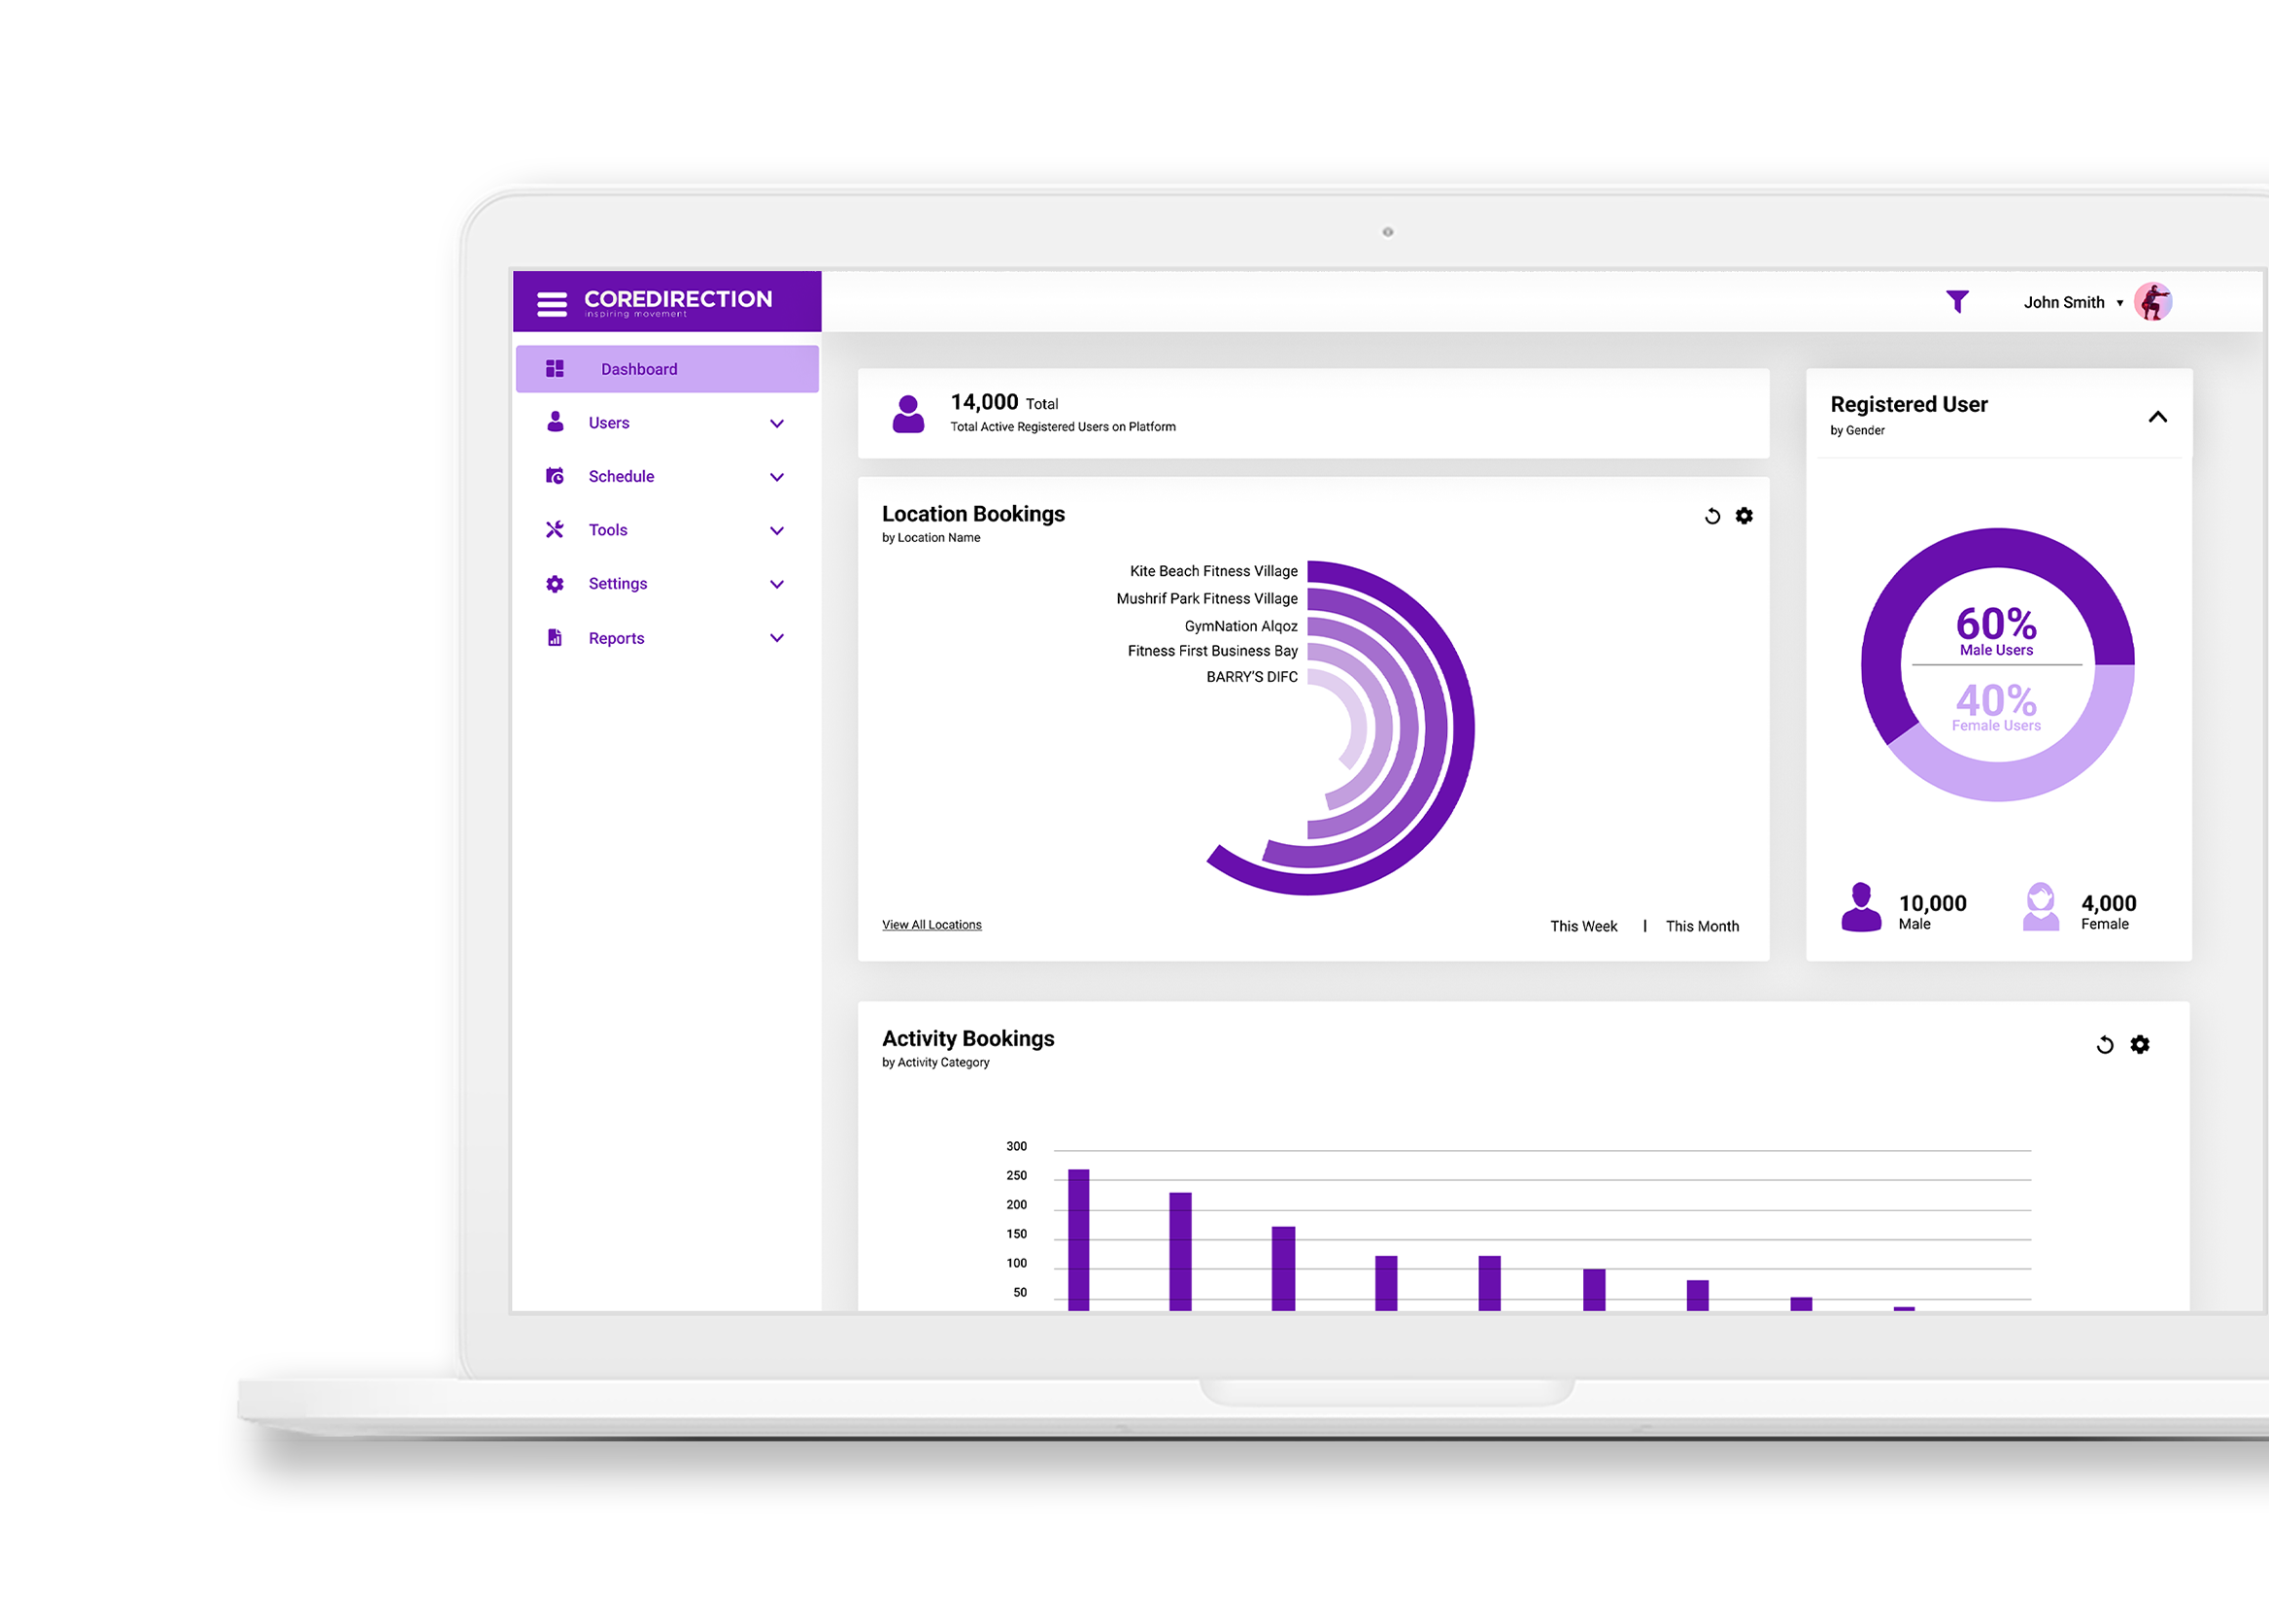 COREDIRECTION
inspiring movement
John Smith
Dashboard
Users
Schedule
Tools
Settings
Reports
14,000 Total
Total Active Registered Users on Platform
Location Bookings
by Location Name
Kite Beach Fitness Village
Mushrif Park Fitness Village
GymNation Alqoz
Fitness First Business Bay
BARRY'S DIFC
View All Locations
This Week | This Month
Registered User
by Gender
60%
Male Users
40%
Female Users
10,000
Male
4,000
Female
Activity Bookings
by Activity Category
300
250
200
150
100
50